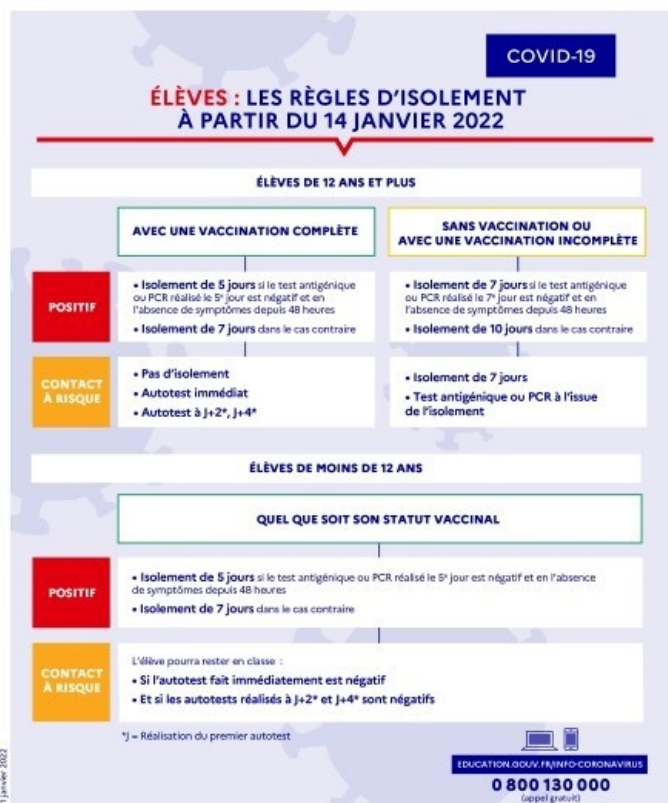 COVID-19
ÉLÈVES : LES RÈGLES D'ISOLEMENT
À PARTIR DU 14 JANVIER 2022
ÉLÈVES DE 12 ANS ET PLUS
AVEC UNE VACCINATION COMPLÈTE
SANS VACCINATION OU
AVEC UNE VACCINATION INCOMPLÈTE
POSITIF
• Isolement de 5 jours si le test antigénique
ou PCR réalisé le 5e jour est négatif et en
l'absence de symptômes depuis 48 heures
• Isolement de 7 jours dans le cas contraire
• Isolement de 7 jours si le test antigénique
ou PCR réalisé le 7e jour est négatif et en
l'absence de symptômes depuis 48 heures
• Isolement de 10 jours dans le cas contraire
CONTACT
À RISQUE
• Pas d'isolement
• Autotest immédiat
• Autotest à J+2*, J+4*
• Isolement de 7 jours
• Test antigénique ou PCR à l'issue
de l'isolement
ÉLÈVES DE MOINS DE 12 ANS
QUEL QUE SOIT SON STATUT VACCINAL
POSITIF
• Isolement de 5 jours si le test antigénique ou PCR réalisé le 5e jour est négatif et en l'absence
de symptômes depuis 48 heures
• Isolement de 7 jours dans le cas contraire
CONTACT
À RISQUE
L'élève pourra rester en classe :
• Si l'autotest fait immédiatement est négatif
• Et si les autotests réalisés à J+2* et J+4* sont négatifs
*J = Réalisation du premier autotest
EDUCATION.GOUV.FR/INFO-CORONAVIRUS
0 800 130 000
(appel gratuit)
janvier 2022